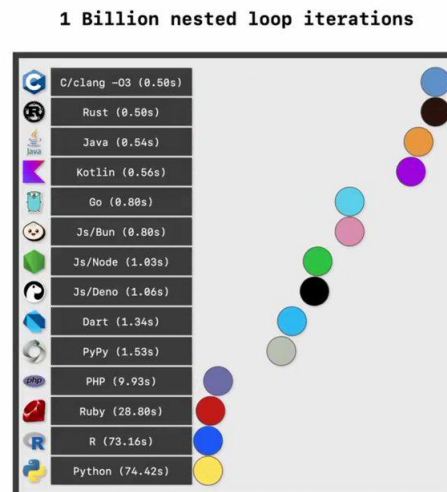 1 Billion nested loop iterations
C/clang -O3 (0.50s)
Rust (0.50s)
Java (0.54s)
Kotlin (0.56s)
Go (0.80s)
Js/Bun (0.80s)
Js/Node (1.03s)
Js/Deno (1.06s)
Dart (1.34s)
PyPy (1.53s)
PHP (9.93s)
Ruby (28.80s)
R (73.16s)
Python (74.42s)
C
R
Java
php
R